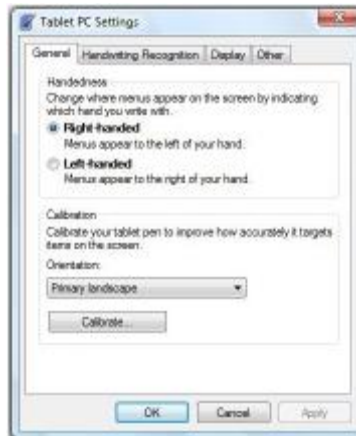 Tablet PC Settings
General Handwriting Recognition Display Other
Handedness
Change where menus appear on the screen by indicating
which hand you write with.
Right-handed
Menus appear to the left of your hand.
Left-handed
Menus appear to the right of your hand.
Calibration
Calibrate your tablet pen to improve how accurately it targets
items on the screen.
Orientation:
Primary landscape
Calibrate...
OK Cancel Apply